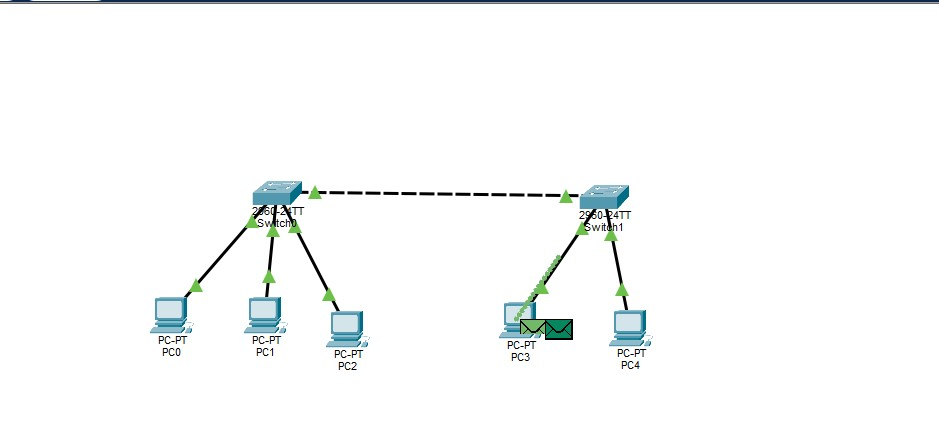 2960-24TT
Switch0
2960-24TT
Switch1
PC-PT
PC0
PC-PT
PC1
PC-PT
PC2
PC-PT
PC3
PC-PT
PC4